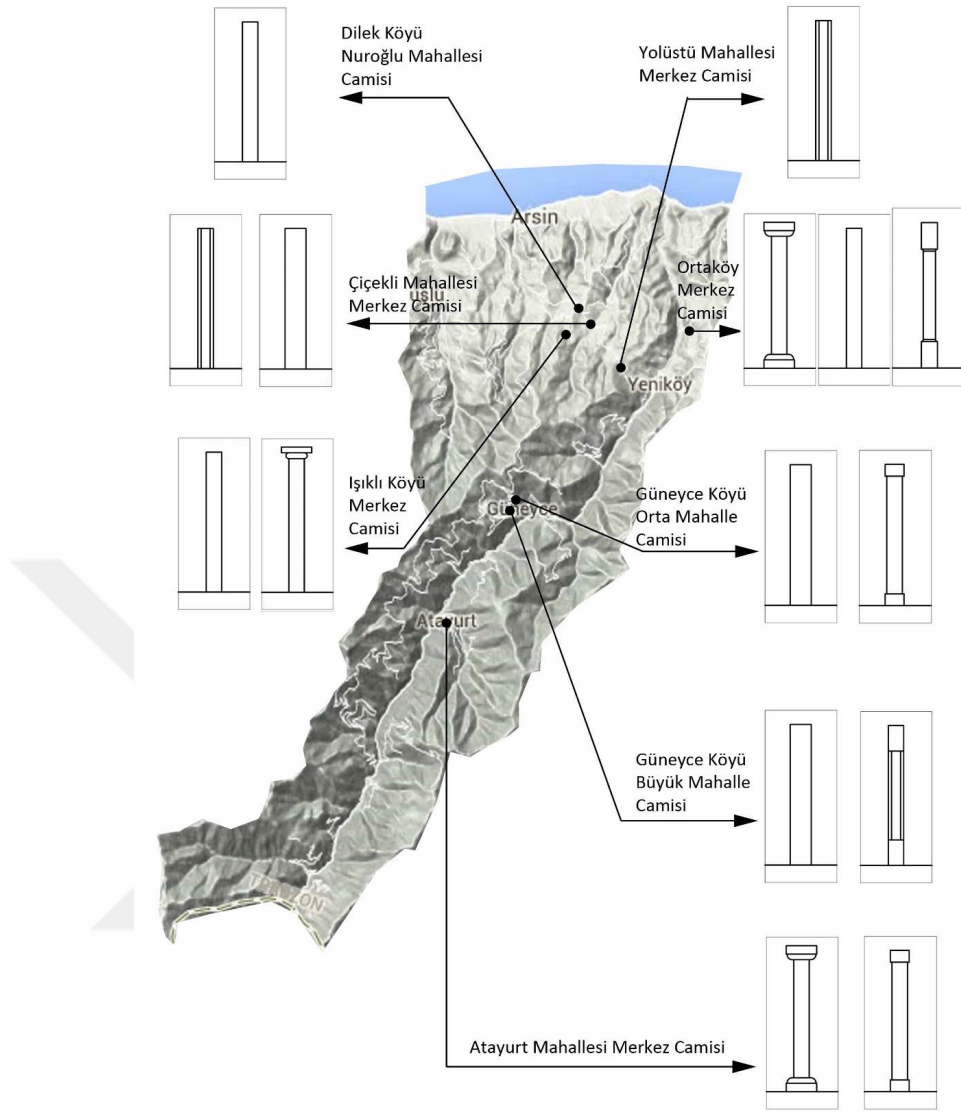 Dilek Köyü
Nuroğlu Mahallesi
Camisi
Yolüstü Mahallesi
Merkez Camisi
Arsin
Çiçekli Mahallesi
Merkez Camisi
uslu
Ortaköy
Merkez
Camisi
Yeniköy
Işıklı Köyü
Merkez
Camisi
Güneyce
Güneyce Köyü
Orta Mahalle
Camisi
Atayurt
Güneyce Köyü
Büyük Mahalle
Camisi
TRABZON
Atayurt Mahallesi Merkez Camisi